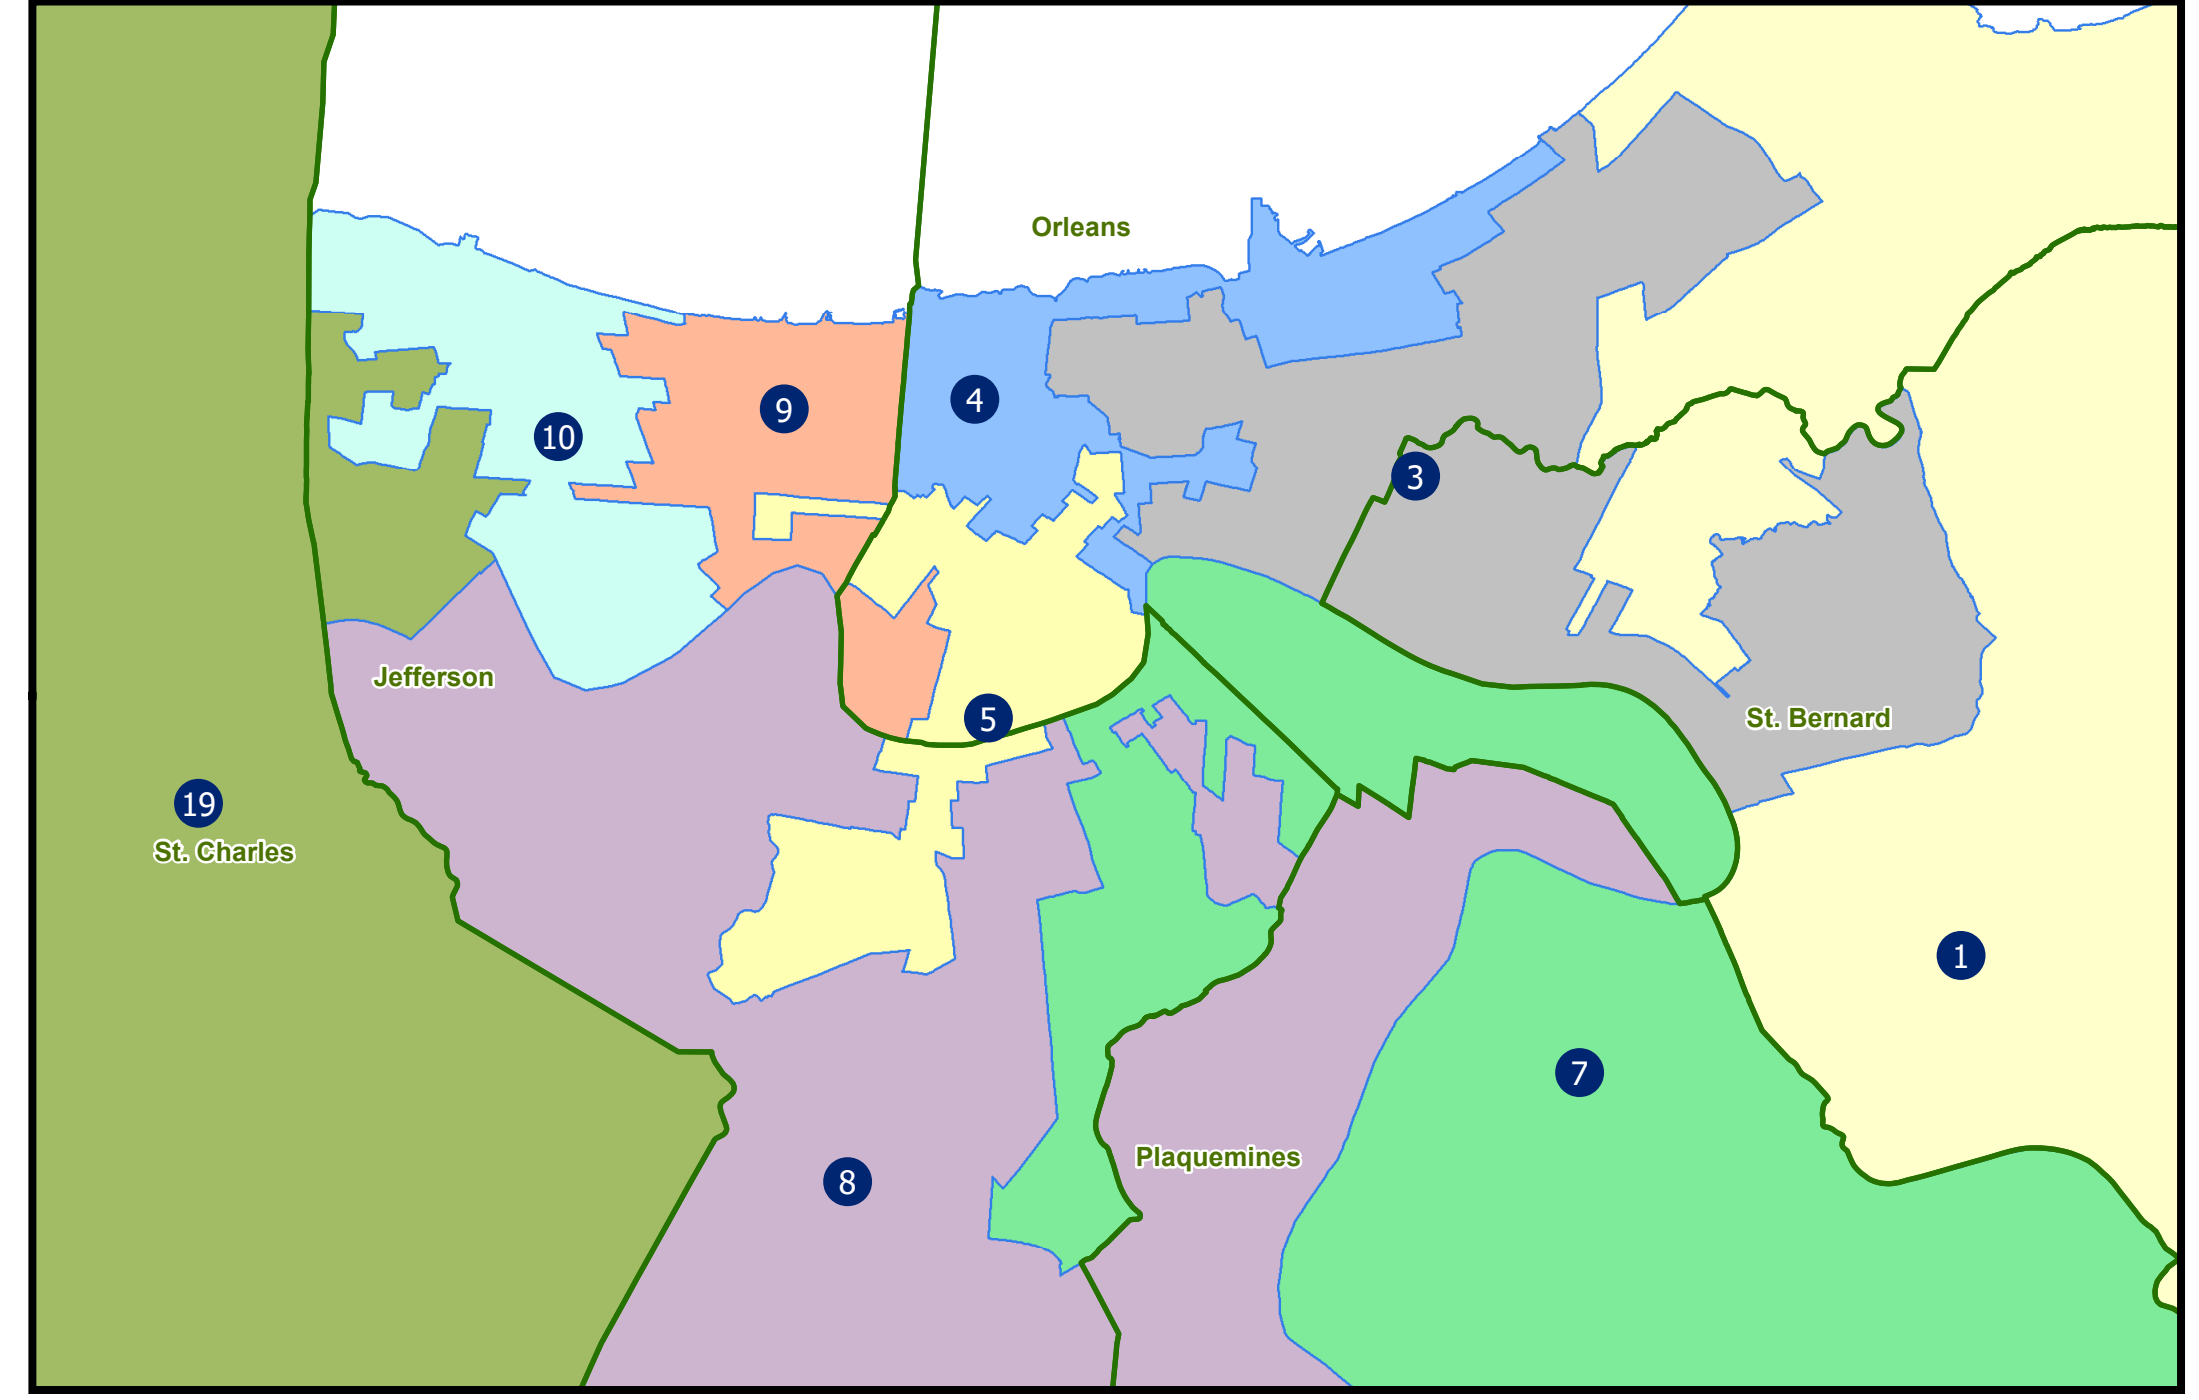 Orleans
4
9
10
3
Jefferson
5
St. Bernard
19
St. Charles
1
7
Plaquemines
8